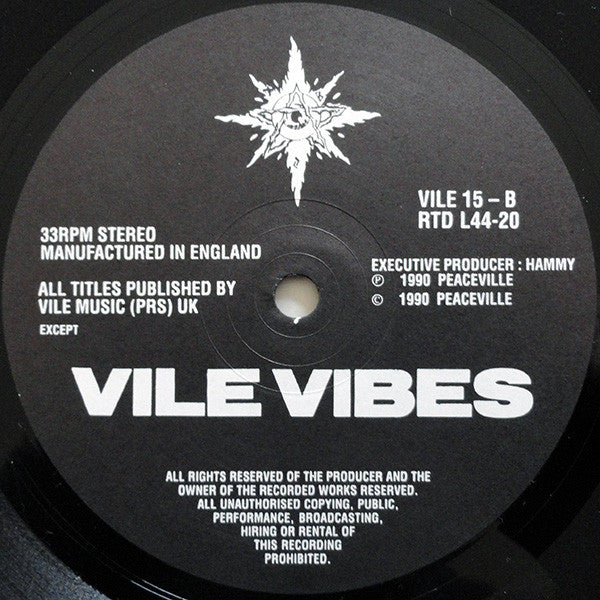 VILE 15 – B
RTD L44-20
33RPM STEREO
MANUFACTURED IN ENGLAND
EXECUTIVE PRODUCER : HAMMY
℗ 1990 PEACEVILLE
© 1990 PEACEVILLE
ALL TITLES PUBLISHED BY
VILE MUSIC (PRS) UK
EXCEPT
VILE VIBES
ALL RIGHTS RESERVED OF THE PRODUCER AND THE
OWNER OF THE RECORDED WORKS RESERVED.
ALL UNAUTHORISED COPYING, PUBLIC,
PERFORMANCE, BROADCASTING,
HIRING OR RENTAL OF
THIS RECORDING
PROHIBITED.